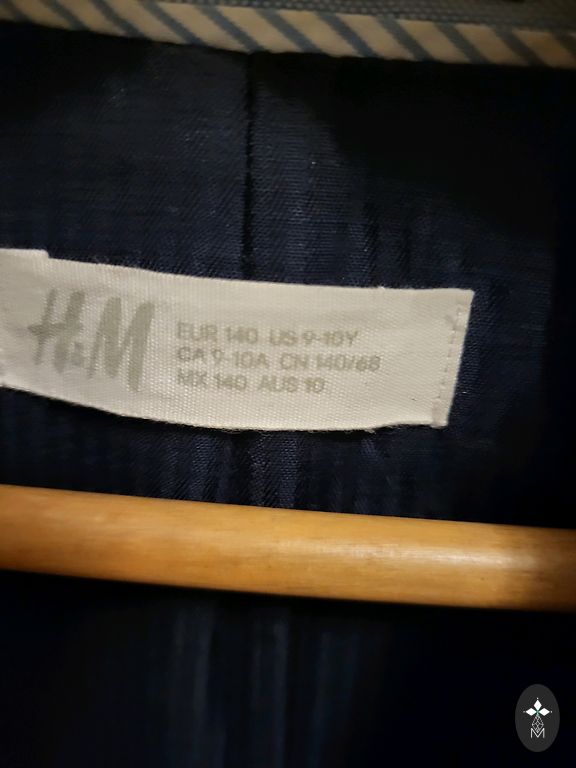 H&M
EUR 140 US 9-10Y
CA 9-10A CN 140/68
MX 140 AUS 10